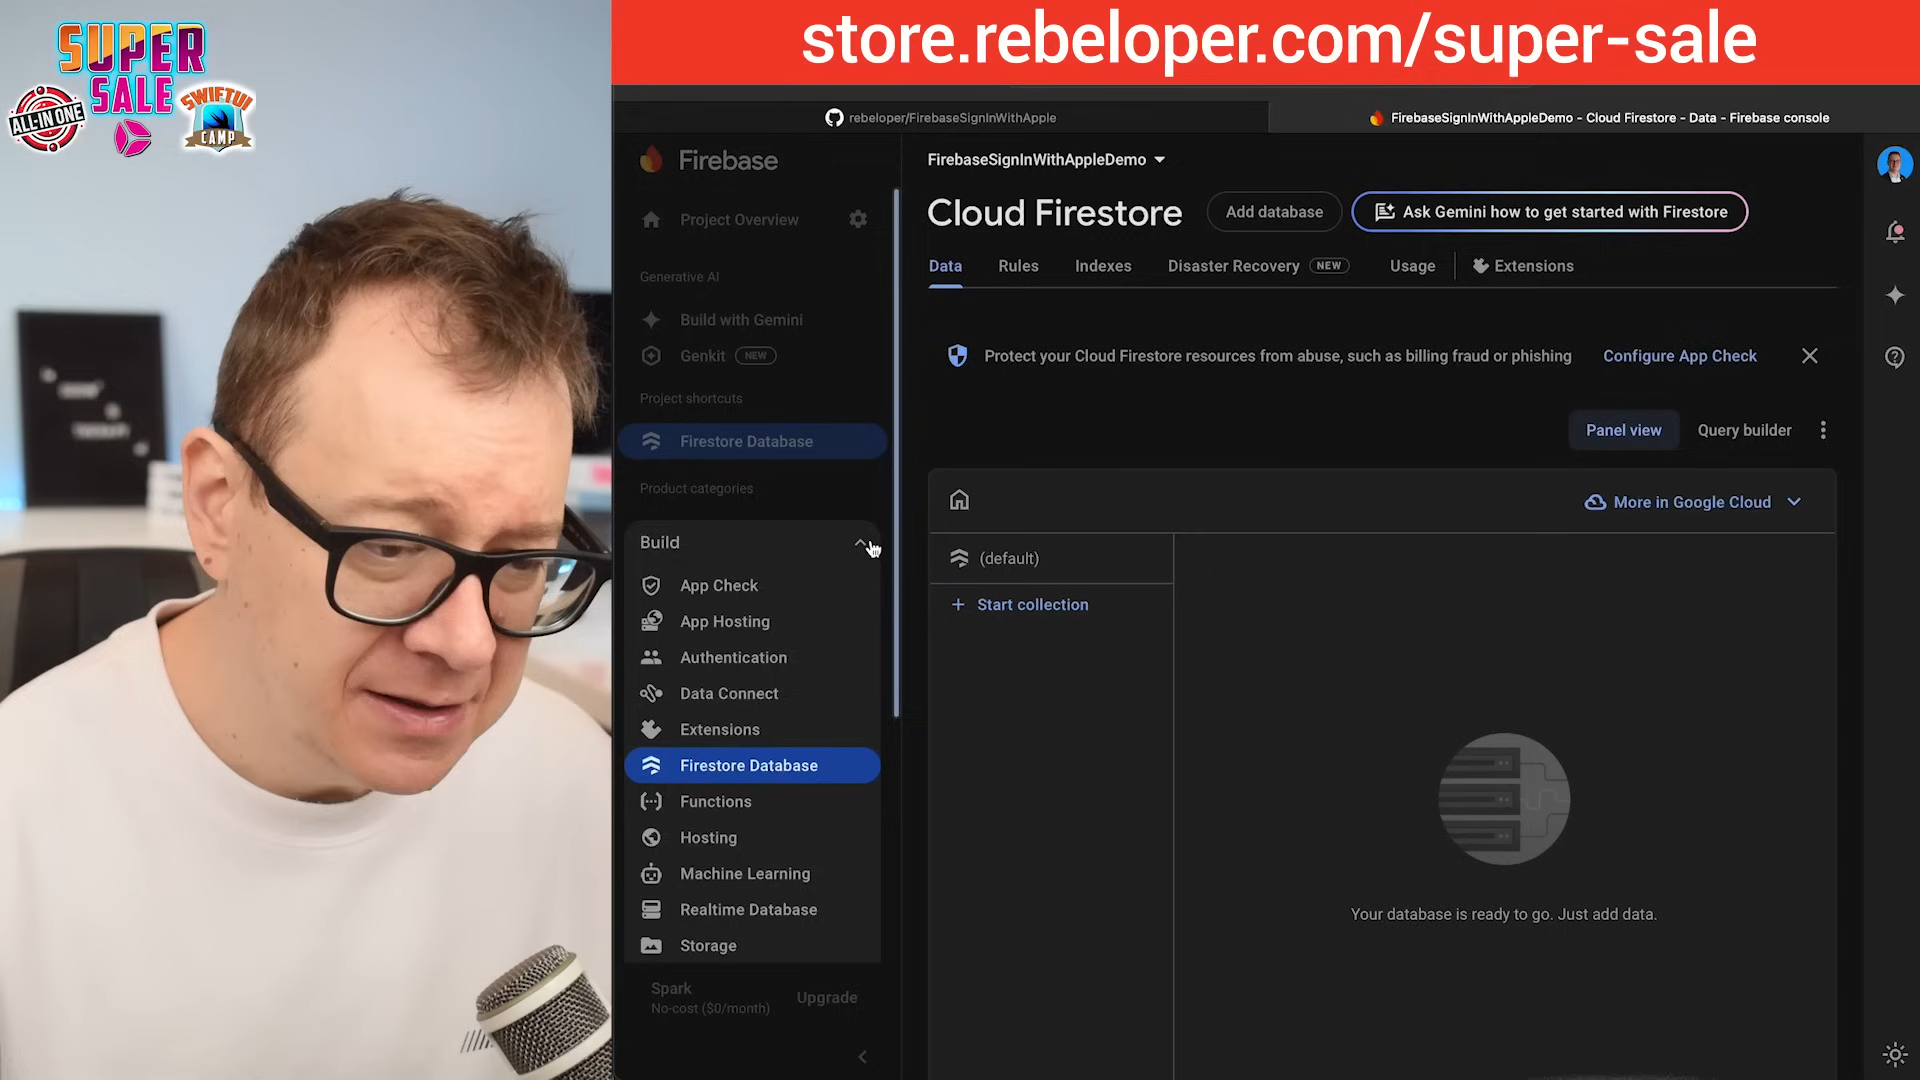 SUPER
SALE
ALL-IN-ONE
SWIFTUI
CAMP
store.rebeloper.com/super-sale
rebeloper/FirebaseSignInWithApple
FirebaseSignInWithAppleDemo - Cloud Firestore - Data - Firebase console
Firebase
Project Overview
Generative AI
Build with Gemini
Genkit NEW
Project shortcuts
Firestore Database
Product categories
Build
App Check
App Hosting
Authentication
Data Connect
Extensions
Firestore Database
Functions
Hosting
Machine Learning
Realtime Database
Storage
Spark
No-cost ($0/month)
Upgrade
FirebaseSignInWithAppleDemo
Cloud Firestore
Add database
Ask Gemini how to get started with Firestore
Data Rules Indexes Disaster Recovery NEW Usage Extensions
Protect your Cloud Firestore resources from abuse, such as billing fraud or phishing Configure App Check
Panel view Query builder
More in Google Cloud
(default)
+ Start collection
Your database is ready to go. Just add data.